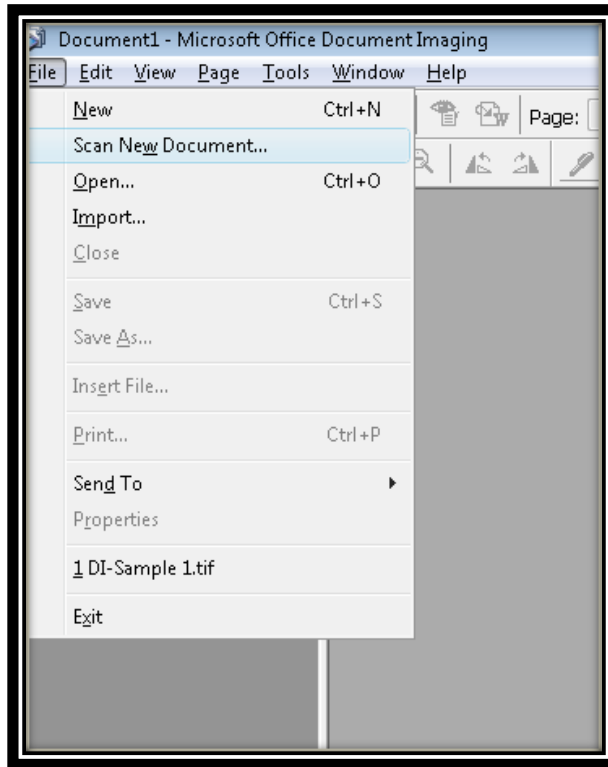 Document1 - Microsoft Office Document Imaging
File Edit View Page Tools Window Help
New Ctrl+N
Page:
Scan New Document...
Open... Ctrl+O
Import...
Close
Save Ctrl+S
Save As...
Insert File...
Print... Ctrl+P
Send To
Properties
1 DI-Sample 1.tif
Exit